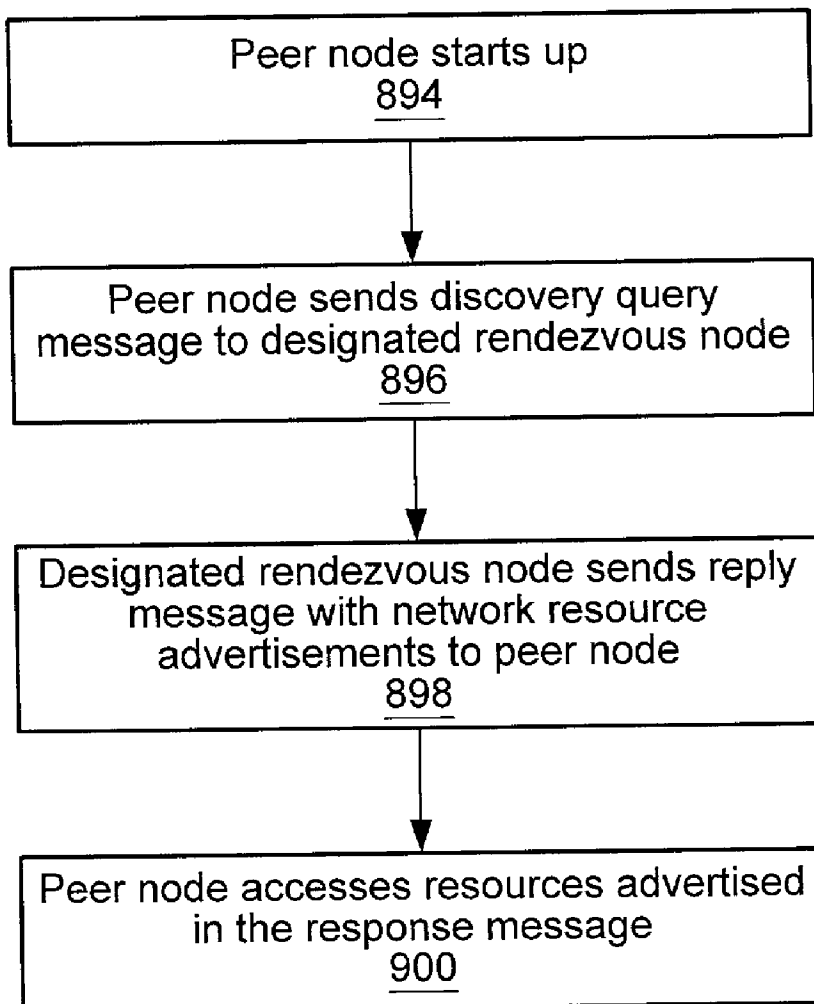 Peer node starts up
894
Peer node sends discovery query
message to designated rendezvous node
896
Designated rendezvous node sends reply
message with network resource
advertisements to peer node
898
Peer node accesses resources advertised
in the response message
900